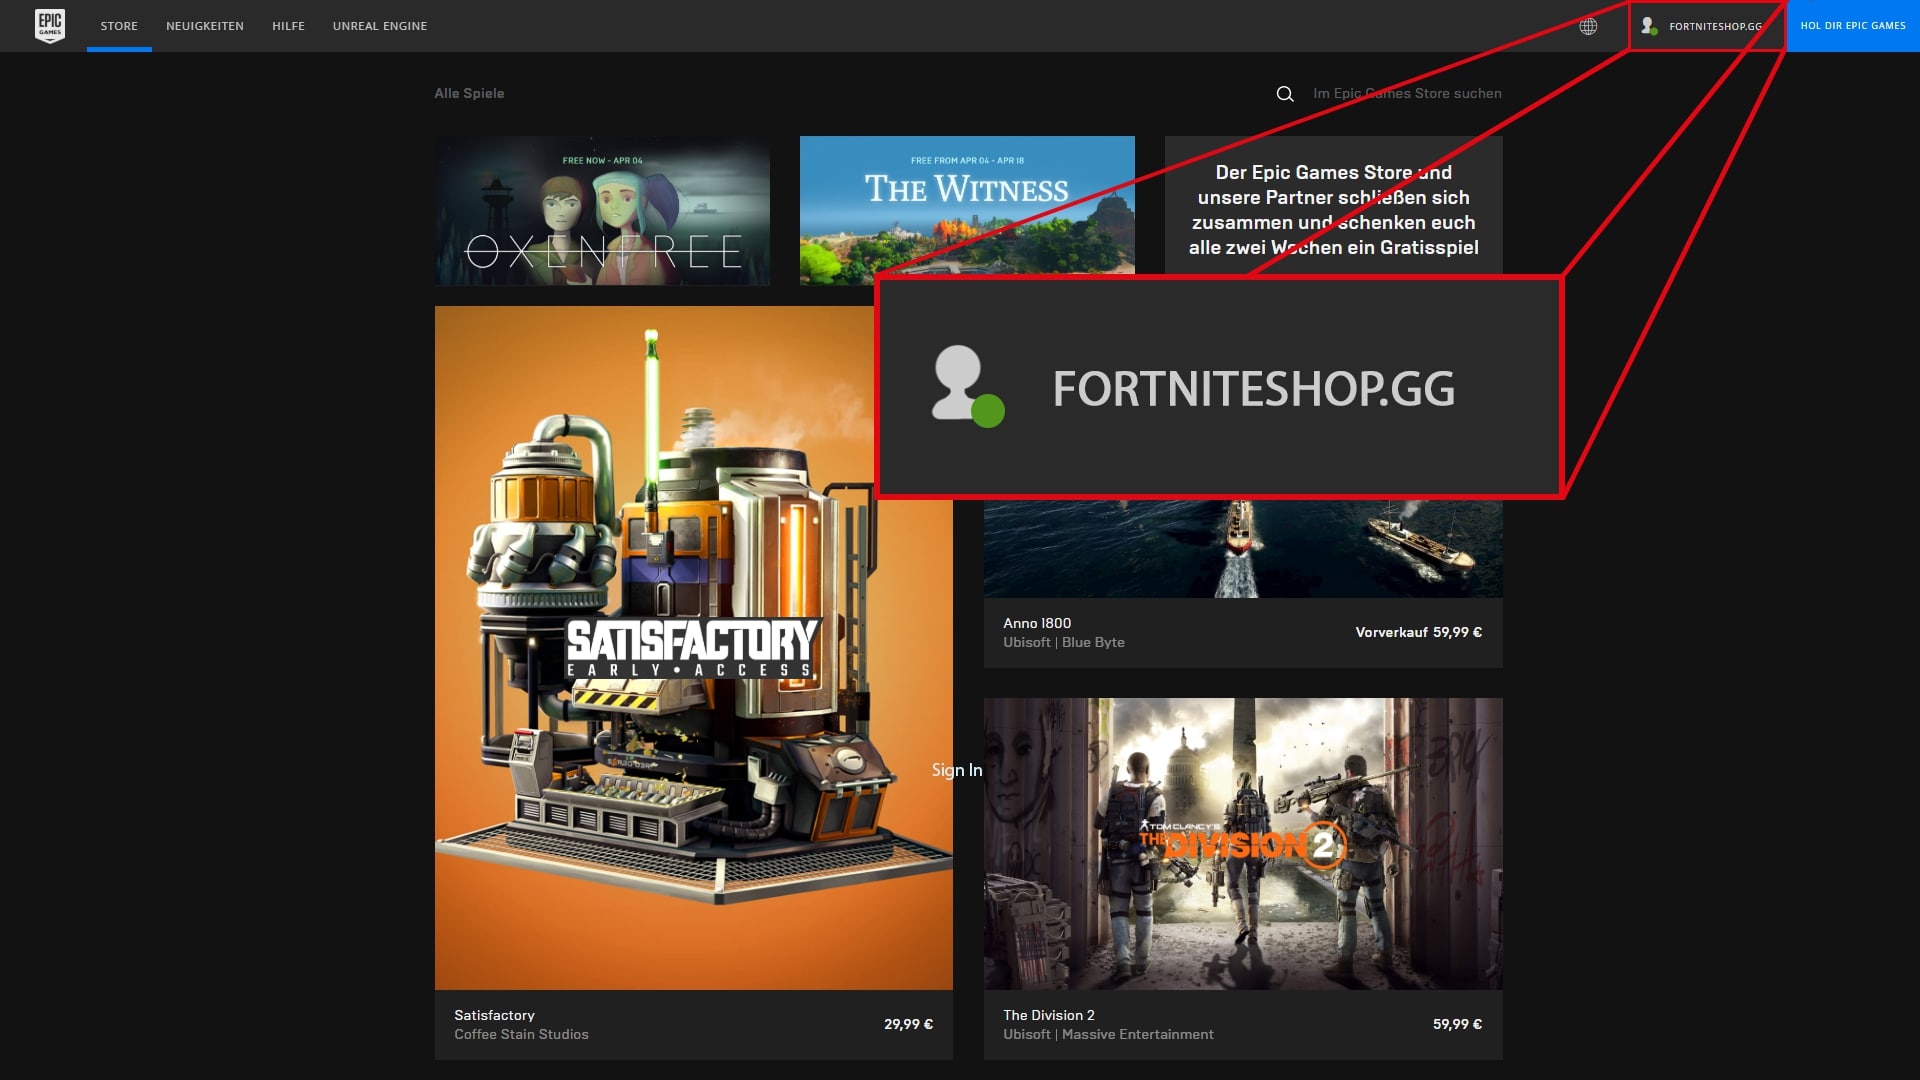 EPIC
GAMES
STORE
NEUIGKEITEN
HILFE
UNREAL ENGINE
FORTNITESHOP.GG
HOL DIR EPIC GAMES
Alle Spiele
Im Epic Games Store suchen
FREE NOW - APR 04
OXENFREE
FREE FROM APR 04 - APR 18
THE WITNESS
Der Epic Games Store und
unsere Partner schließen sich
zusammen und schenken euch
alle zwei Wochen ein Gratisspiel
FORTNITESHOP.GG
SATISFACTORY
EARLY • ACCESS
Anno 1800
Ubisoft | Blue Byte
Vorverkauf 59,99 €
Sign In
TOM CLANCY'S
THE DIVISION 2
Satisfactory
Coffee Stain Studios
29,99 €
The Division 2
Ubisoft | Massive Entertainment
59,99 €